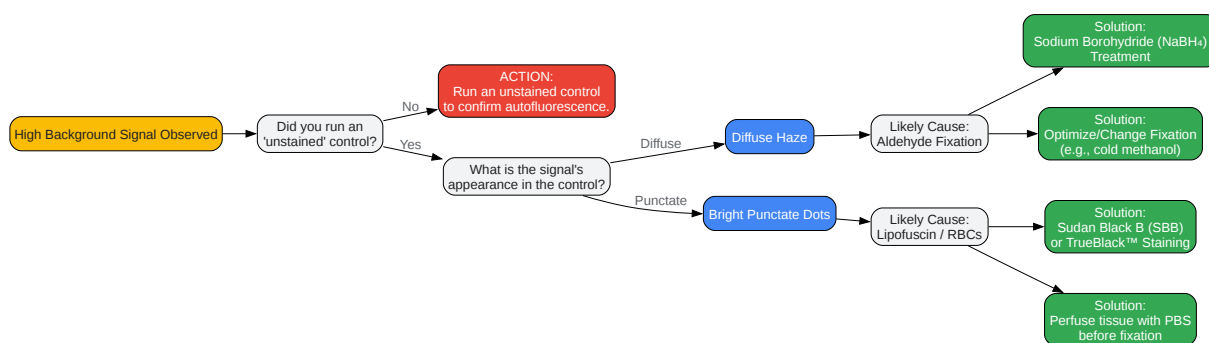 High Background Signal Observed
Did you run an
'unstained' control?
No
ACTION:
Run an unstained control
to confirm autofluorescence.
Yes
What is the signal's
appearance in the control?
Diffuse
Diffuse Haze
Likely Cause:
Aldehyde Fixation
Solution:
Sodium Borohydride (NaBH₄)
Treatment
Solution:
Optimize/Change Fixation
(e.g., cold methanol)
Punctate
Bright Punctate Dots
Likely Cause:
Lipofuscin / RBCs
Solution:
Sudan Black B (SBB)
or TrueBlack™ Staining
Solution:
Perfuse tissue with PBS
before fixation